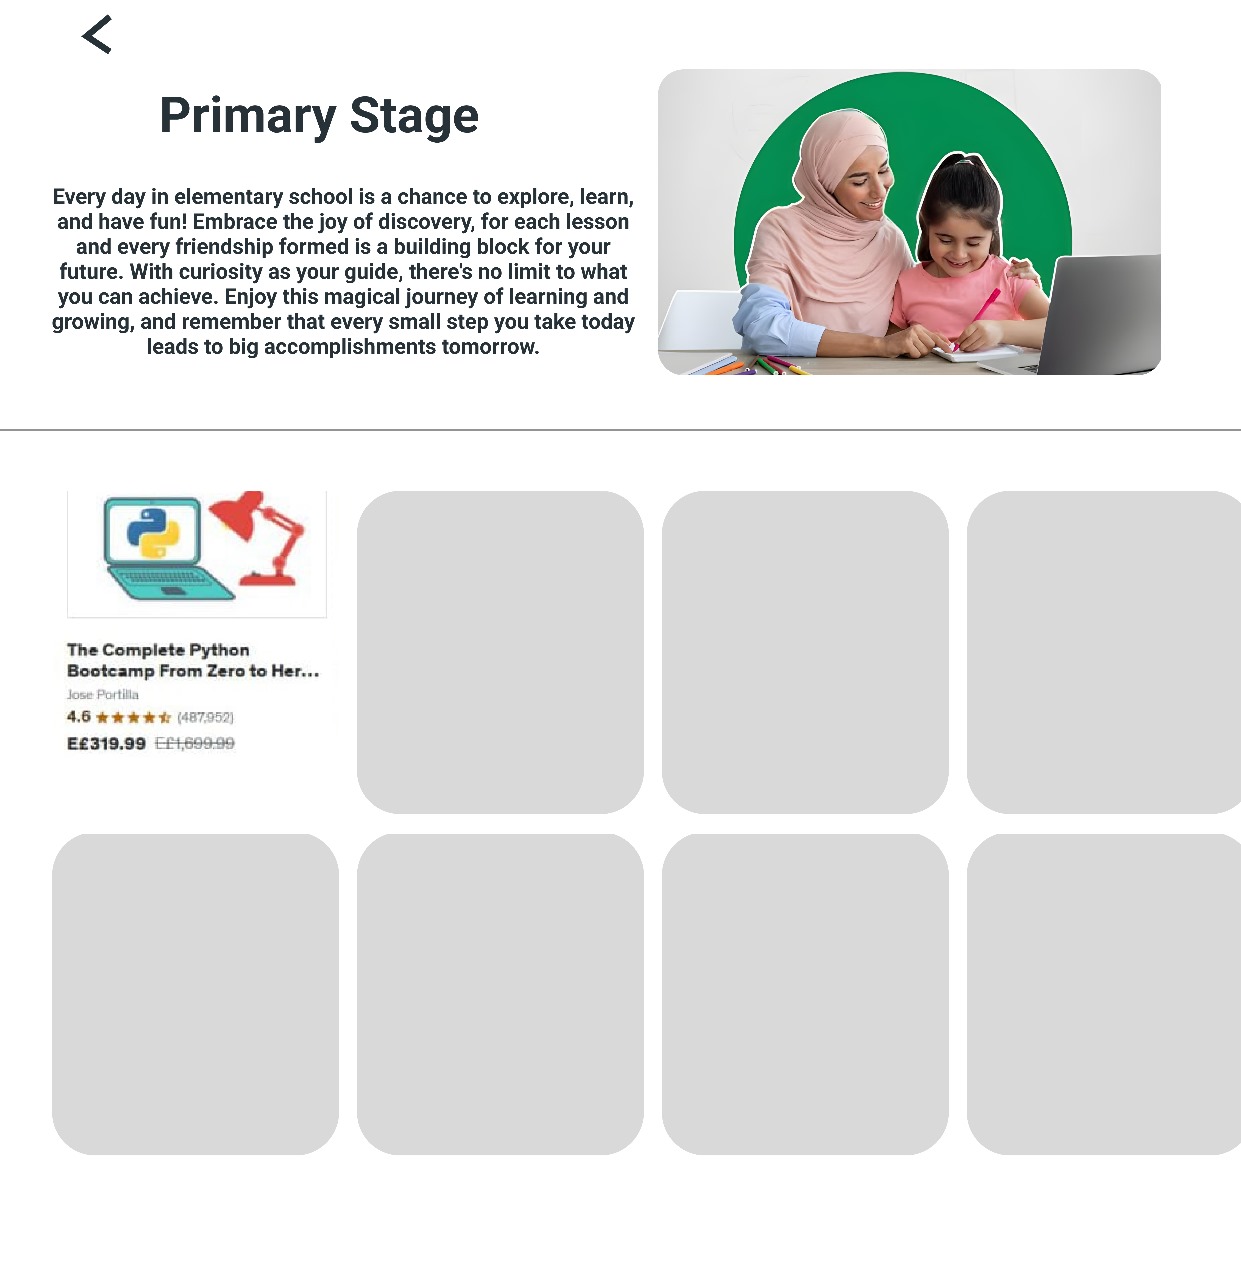 Primary Stage
Every day in elementary school is a chance to explore, learn,
and have fun! Embrace the joy of discovery, for each lesson
and every friendship formed is a building block for your
future. With curiosity as your guide, there's no limit to what
you can achieve. Enjoy this magical journey of learning and
growing, and remember that every small step you take today
leads to big accomplishments tomorrow.
The Complete Python
Bootcamp From Zero to Her...
Jose Portilla
4.6 (487,952)
E£319.99 E£1,699.99